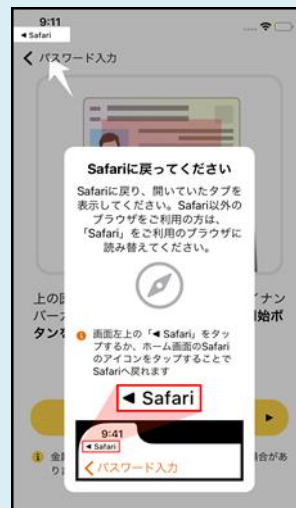 9:11
◀ Safari
パスワード入力
Safariに戻ってください
Safariに戻り、開いていたタブを
表示してください。Safari以外の
ブラウザをご利用の方は、
「Safari」をご利用のブラウザに
読み替えてください。
上の図
イナン
バー
始ボ
タンを
画面左上の「◀ Safari」をタッ
プするか、ホーム画面のSafari
のアイコンをタップすることで
Safariへ戻れます
◀ Safari
9:41
◀ Safari
パスワード入力
金属
場合があ
り